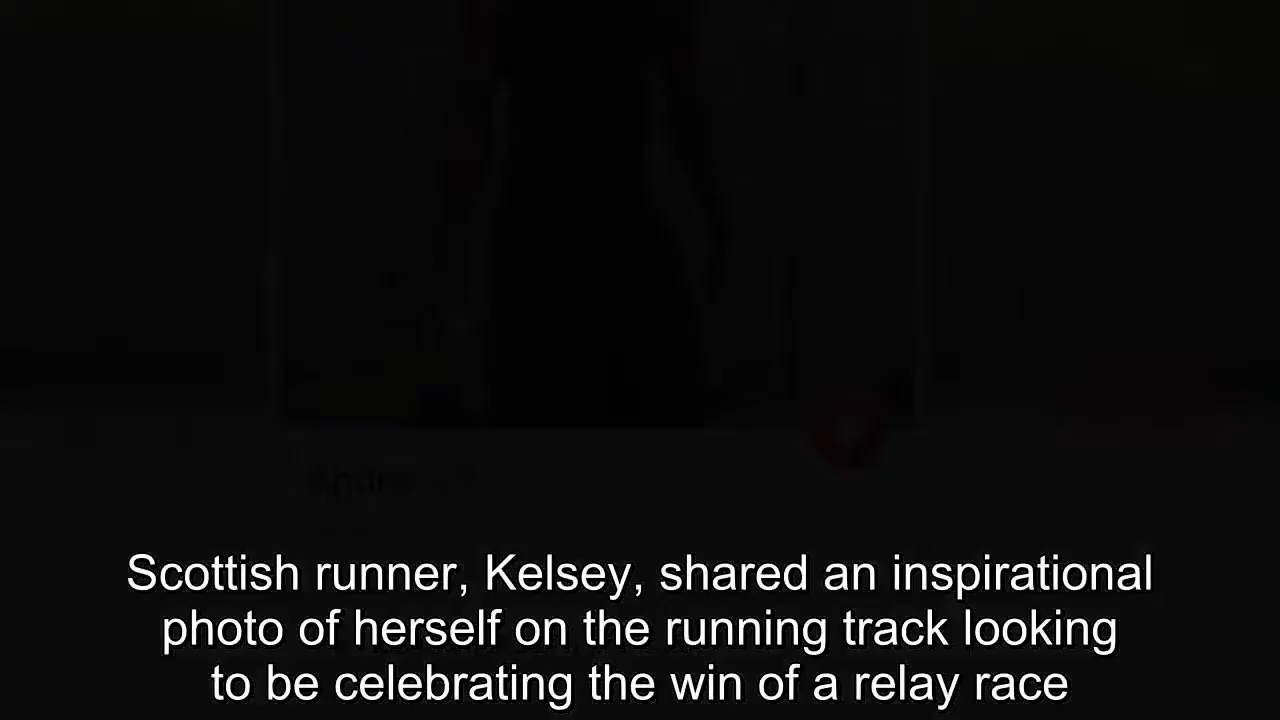 Scottish runner, Kelsey, shared an inspirational
photo of herself on the running track looking
to be celebrating the win of a relay race